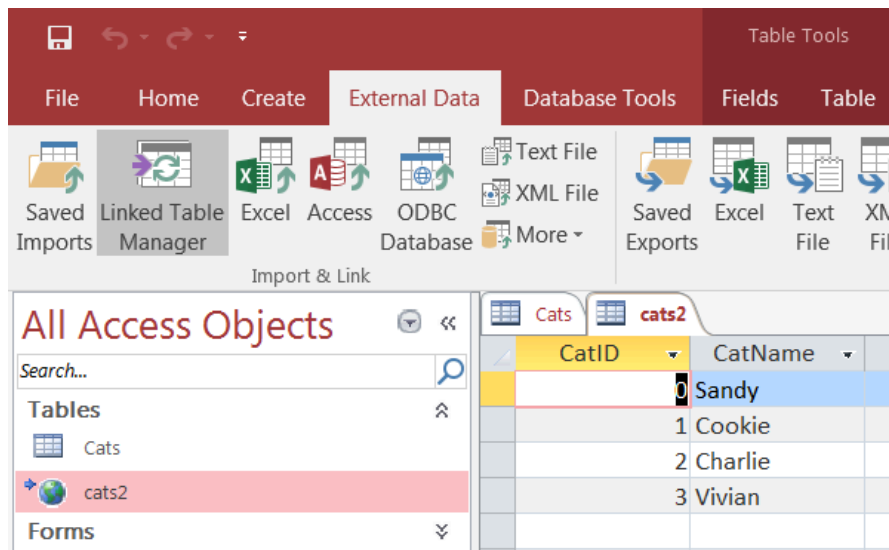 Table Tools
File Home Create External Data Database Tools Fields Table
Saved Imports
Linked Table Manager
Excel
Access
ODBC Database
Text File
XML File
More
Saved Exports
Excel
Text File
Import & Link
All Access Objects
Search...
Tables
Cats
cats2
Forms
Cats cats2
CatID CatName
0 Sandy
1 Cookie
2 Charlie
3 Vivian